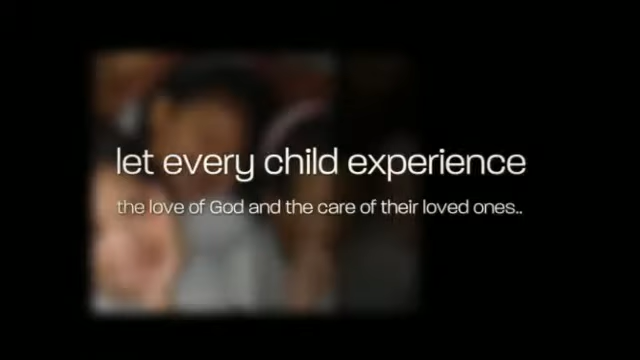 let every child experience
the love of God and the care of their loved ones..